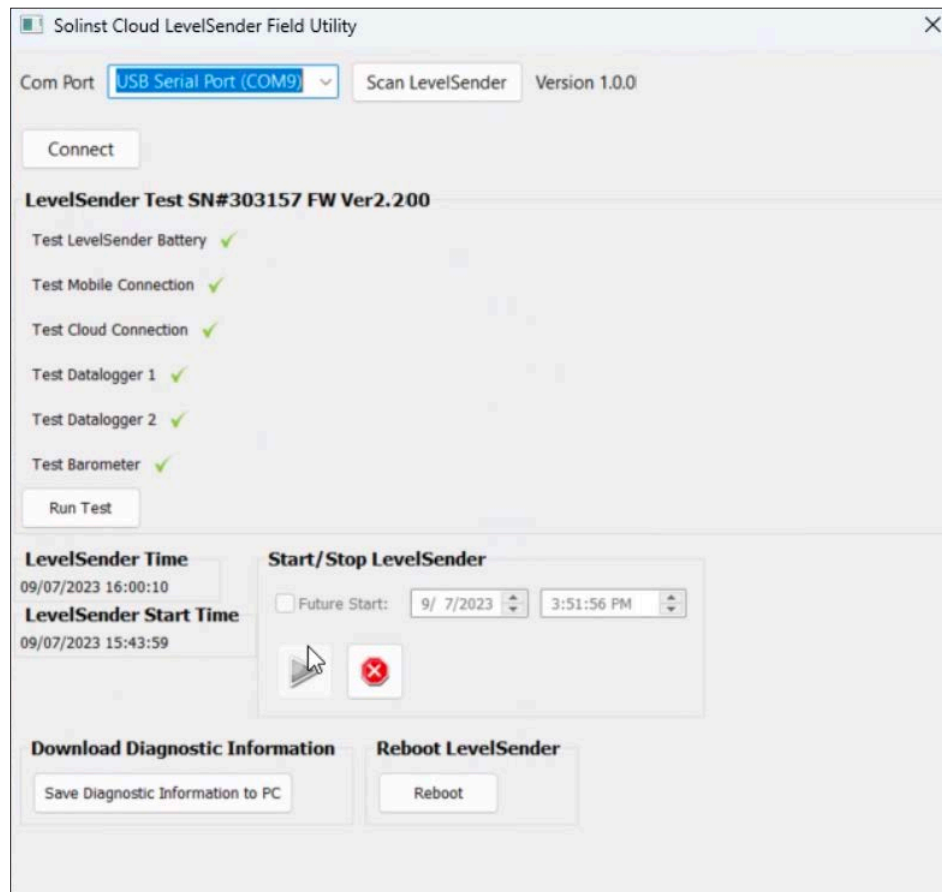 Solinst Cloud LevelSender Field Utility
Com Port USB Serial Port (COM9) Scan LevelSender Version 1.0.0
Connect
LevelSender Test SN#303157 FW Ver2.200
Test LevelSender Battery
Test Mobile Connection
Test Cloud Connection
Test Datalogger 1
Test Datalogger 2
Test Barometer
Run Test
LevelSender Time
09/07/2023 16:00:10
LevelSender Start Time
09/07/2023 15:43:59
Start/Stop LevelSender
Future Start: 9/ 7/2023 3:51:56 PM
Download Diagnostic Information
Save Diagnostic Information to PC
Reboot LevelSender
Reboot